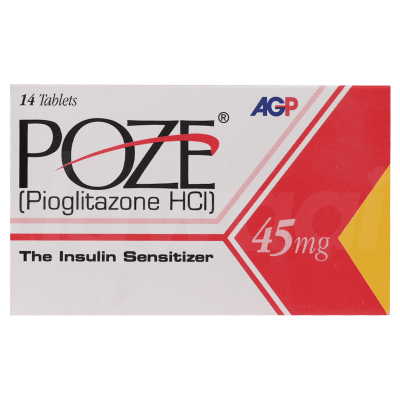 14 Tablets
AGP
POZE®
(Pioglitazone HCl)
45mg
The Insulin Sensitizer